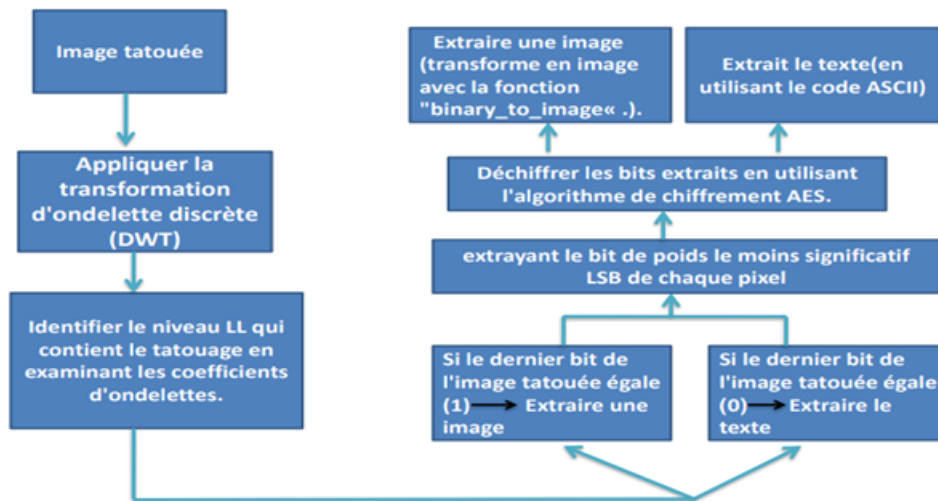 Image tatouée
Appliquer la
transformation
d'ondelette discrète
(DWT)
Identifier le niveau LL qui
contient le tatouage en
examinant les coefficients
d'ondelettes.
Si le dernier bit de
l'image tatouée égale
(1) Extraire une
image
Si le dernier bit de
l'image tatouée égale
(0) Extraire le
texte
extrayant le bit de poids le moins significatif
LSB de chaque pixel
Déchiffrer les bits extraits en utilisant
l'algorithme de chiffrement AES.
Extraire une image
(transforme en image
avec la fonction
"binary_to_image« .).
Extrait le texte(en
utilisant le code ASCII)